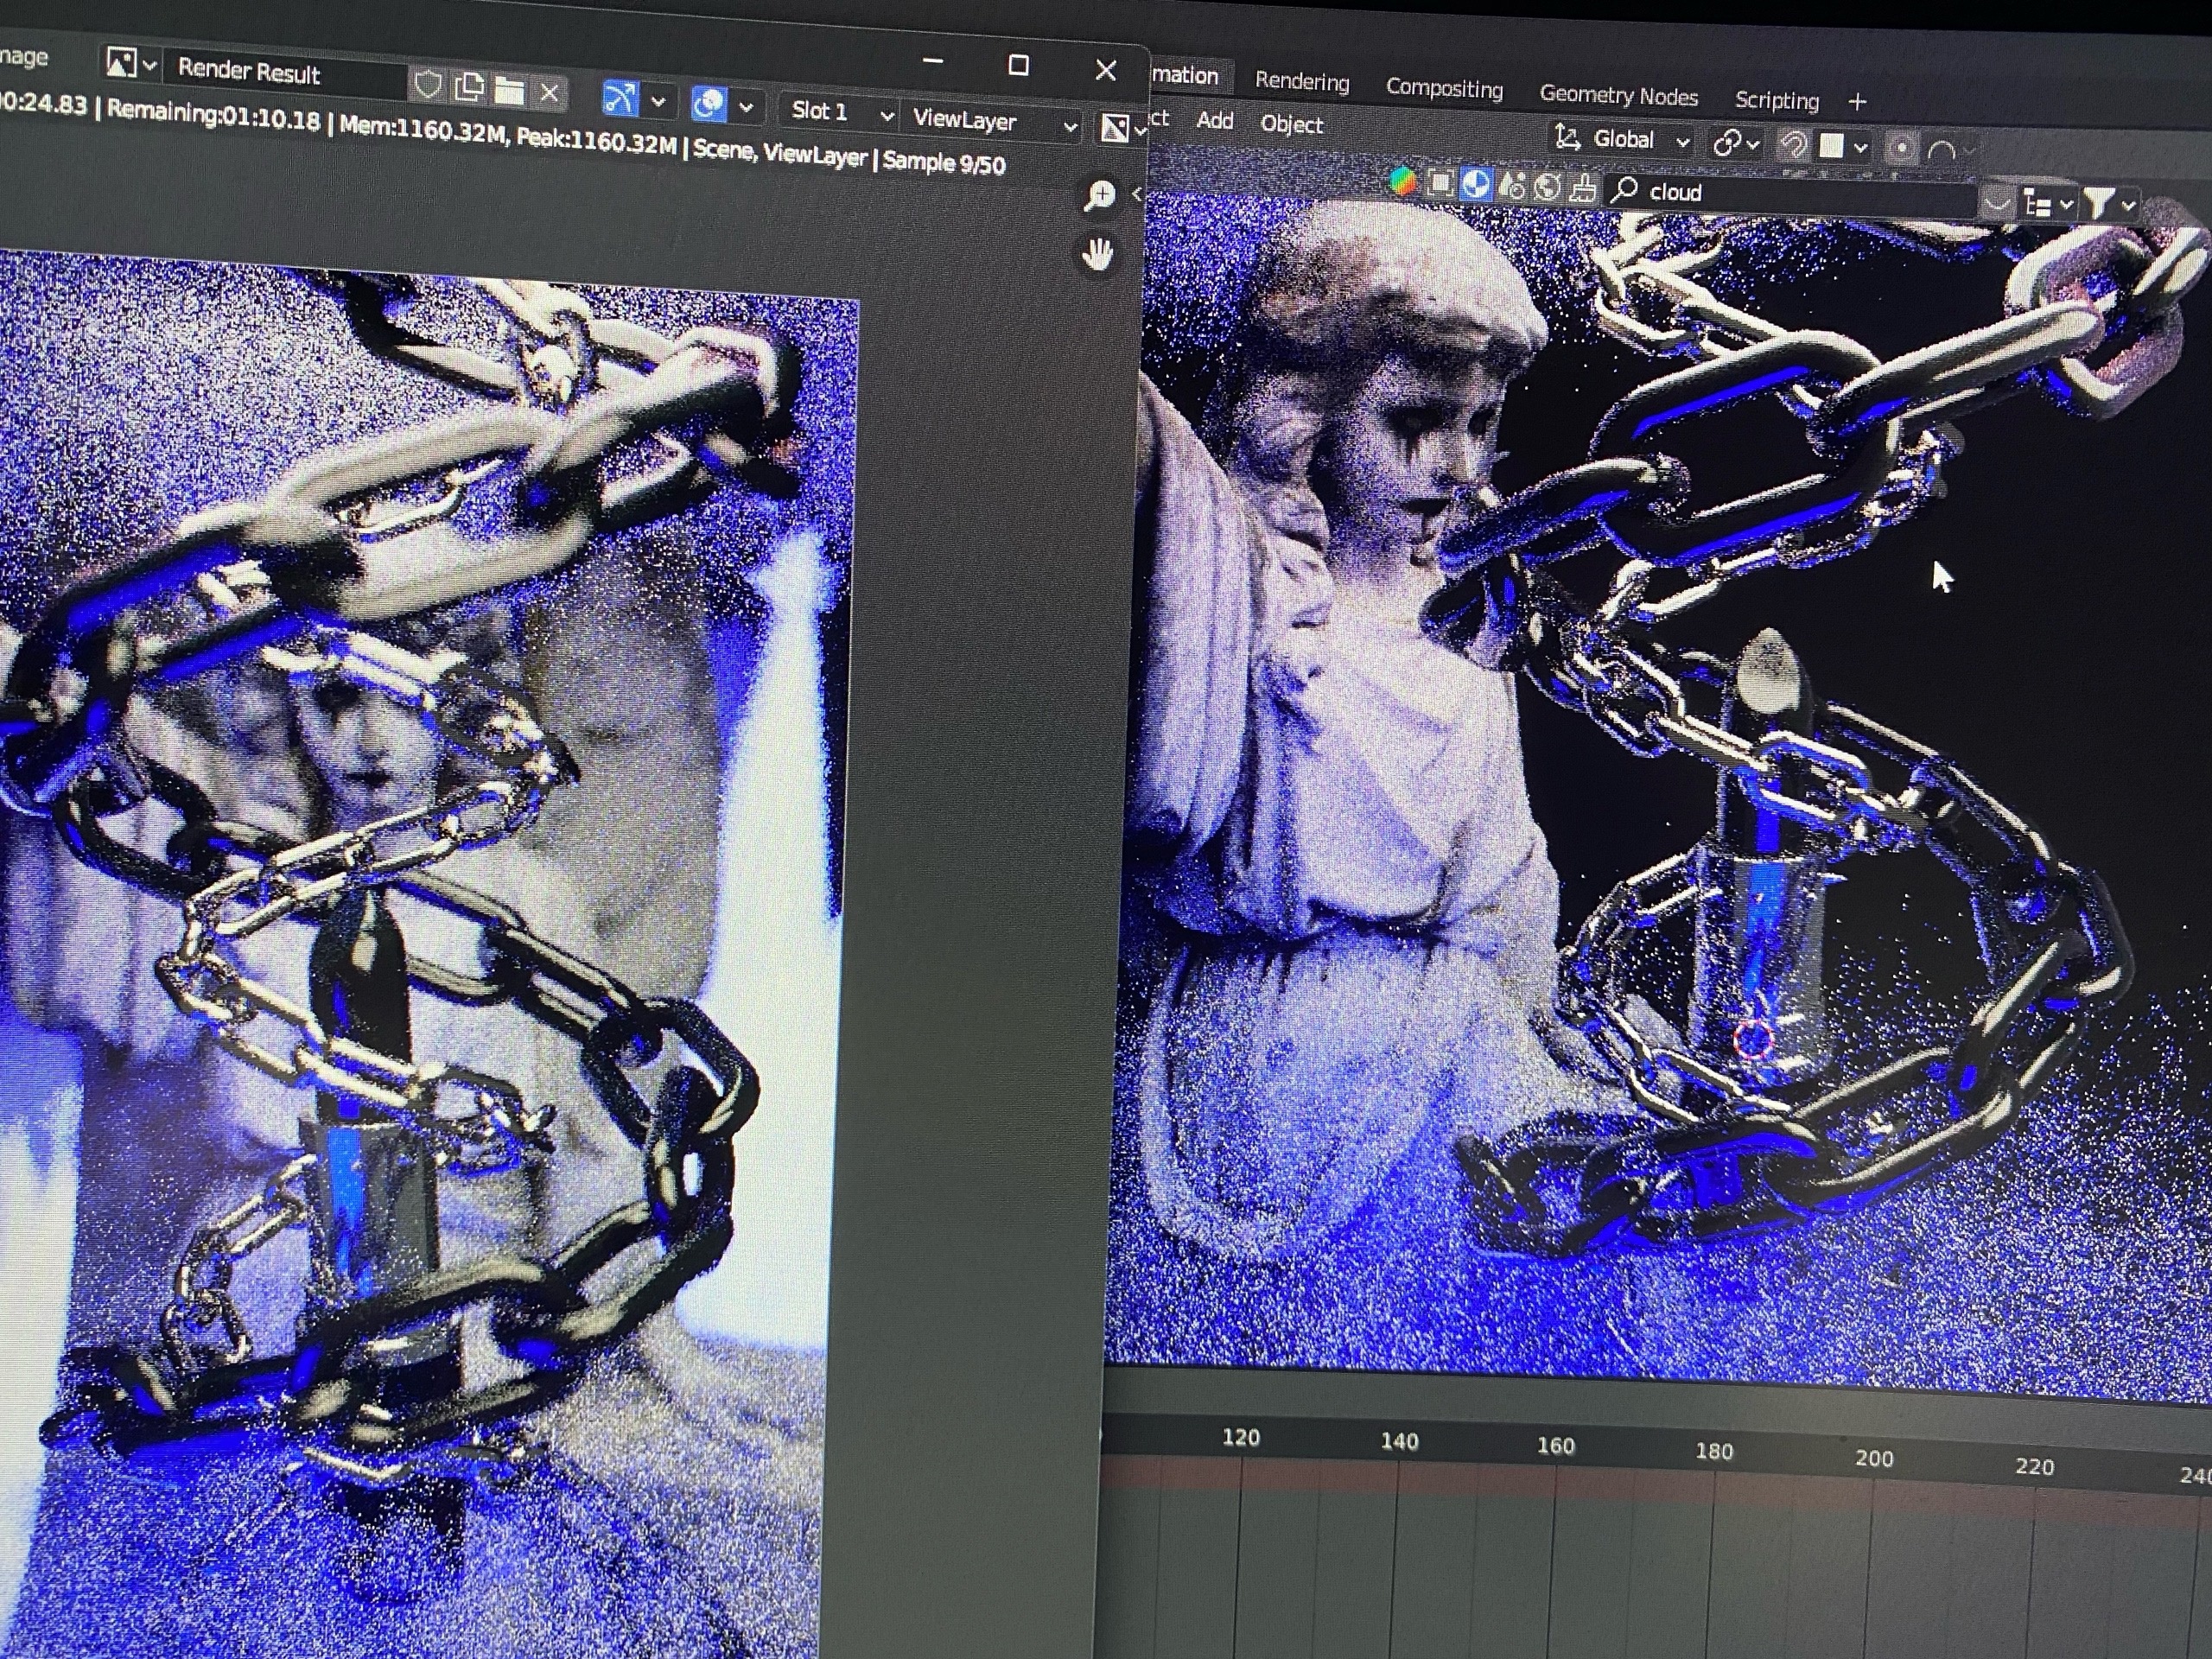 Render Result
Slot 1
ViewLayer
0:24.83 | Remaining:01:10.18 | Mem:1160.32M, Peak:1160.32M | Scene, ViewLayer | Sample 9/50
mation Rendering Compositing Geometry Nodes Scripting +
ct Add Object Global
cloud
120 140 160 180 200 220 240